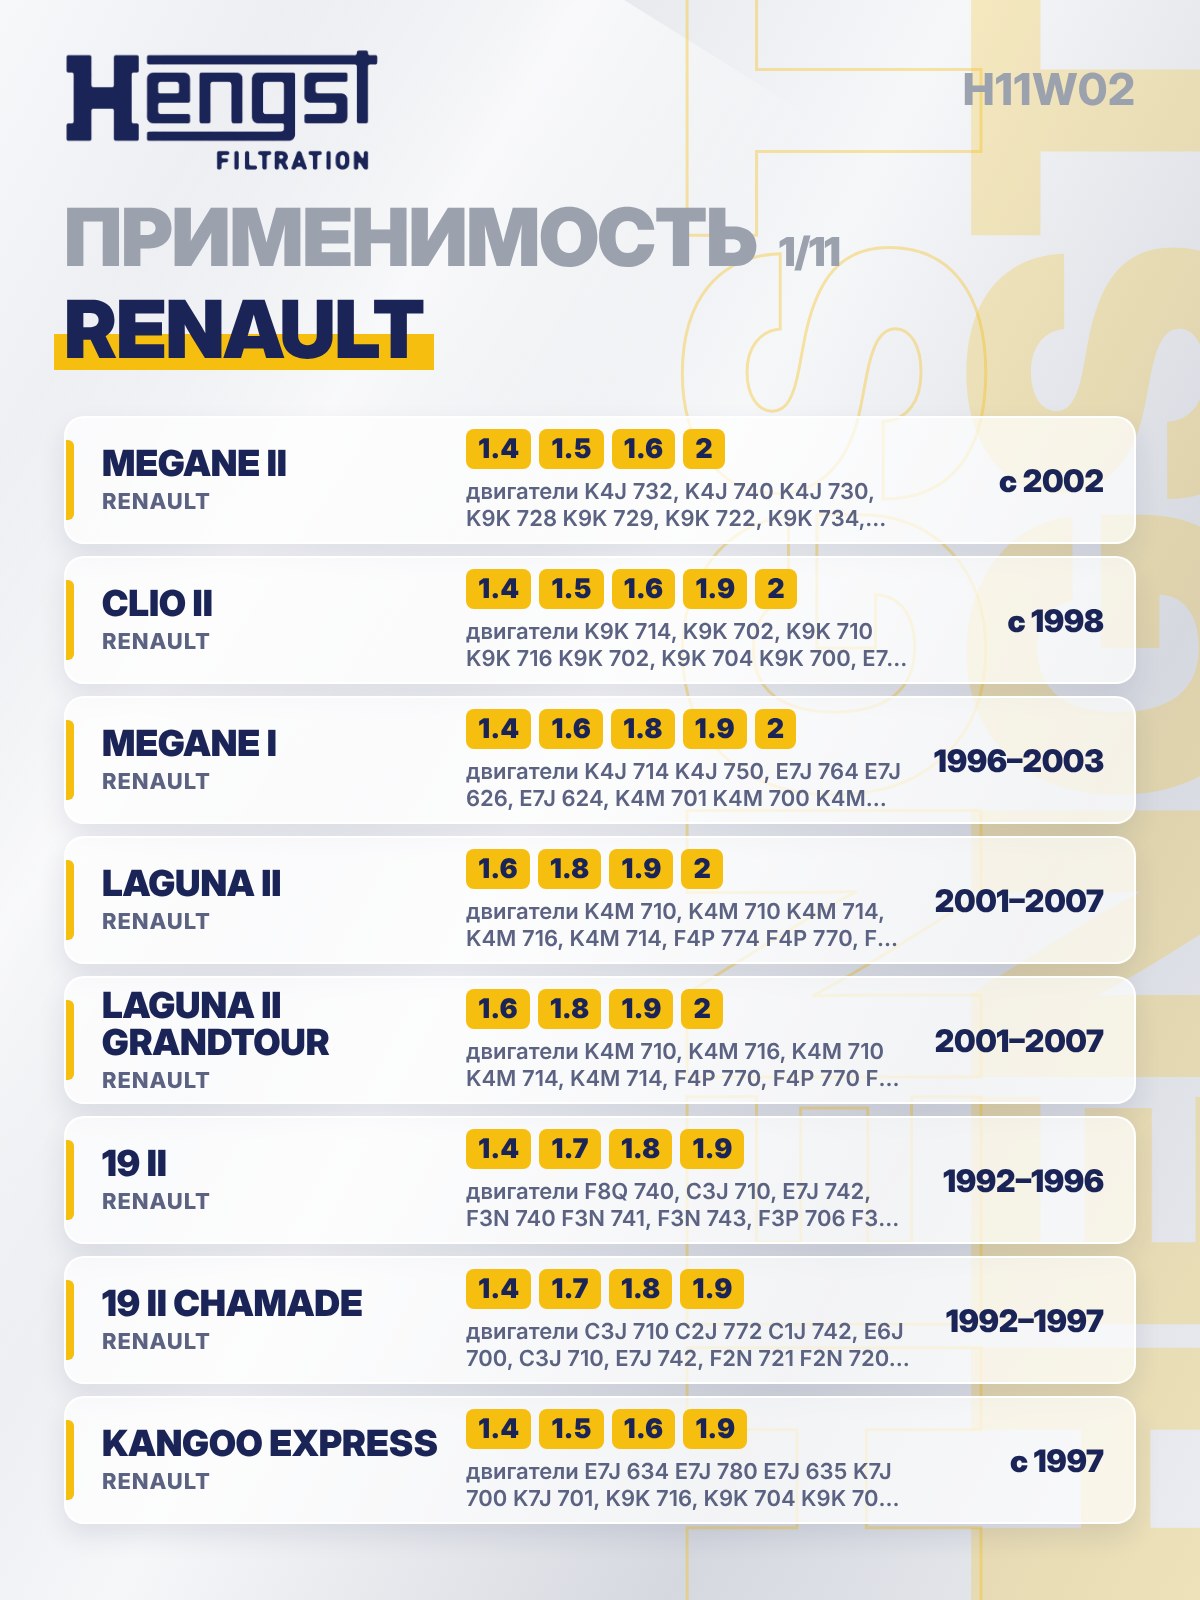 Hengst
FILTRATION
H11W02
ПРИМЕНИМОСТЬ 1/11
RENAULT
MEGANE II
RENAULT
1.4 1.5 1.6 2
двигатели K4J 732, K4J 740 K4J 730,
K9K 728 K9K 729, K9K 722, K9K 734,...
с 2002
CLIO II
RENAULT
1.4 1.5 1.6 1.9 2
двигатели K9K 714, K9K 702, K9K 710
K9K 716 K9K 702, K9K 704 K9K 700, E7...
с 1998
MEGANE I
RENAULT
1.4 1.6 1.8 1.9 2
двигатели K4J 714 K4J 750, E7J 764 E7J
626, E7J 624, K4M 701 K4M 700 K4M...
1996–2003
LAGUNA II
RENAULT
1.6 1.8 1.9 2
двигатели K4M 710, K4M 710 K4M 714,
K4M 716, K4M 714, F4P 774 F4P 770, F...
2001–2007
LAGUNA II
GRANDTOUR
RENAULT
1.6 1.8 1.9 2
двигатели K4M 710, K4M 716, K4M 710
K4M 714, K4M 714, F4P 770, F4P 770 F...
2001–2007
19 II
RENAULT
1.4 1.7 1.8 1.9
двигатели F8Q 740, C3J 710, E7J 742,
F3N 740 F3N 741, F3N 743, F3P 706 F3...
1992–1996
19 II CHAMADE
RENAULT
1.4 1.7 1.8 1.9
двигатели C3J 710 C2J 772 C1J 742, E6J
700, C3J 710, E7J 742, F2N 721 F2N 720...
1992–1997
KANGOO EXPRESS
RENAULT
1.4 1.5 1.6 1.9
двигатели E7J 634 E7J 780 E7J 635 K7J
700 K7J 701, K9K 716, K9K 704 K9K 70...
с 1997
HENGST
HENGST